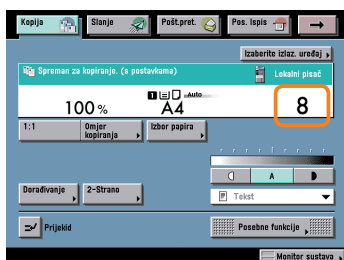 Kopija
Slanje
Pošt.pret.
Pos. Ispis
Izaberite izlaz. uređaj
Spreman za kopiranje. (s postavkama)
Lokalni pisač
100 %
1 Auto
A4
8
1:1
Omjer kopiranja
Izbor papira
A
Dorađivanje
2-Strano
Tekst
Prijekid
Posebne funkcije
Monitor sustava